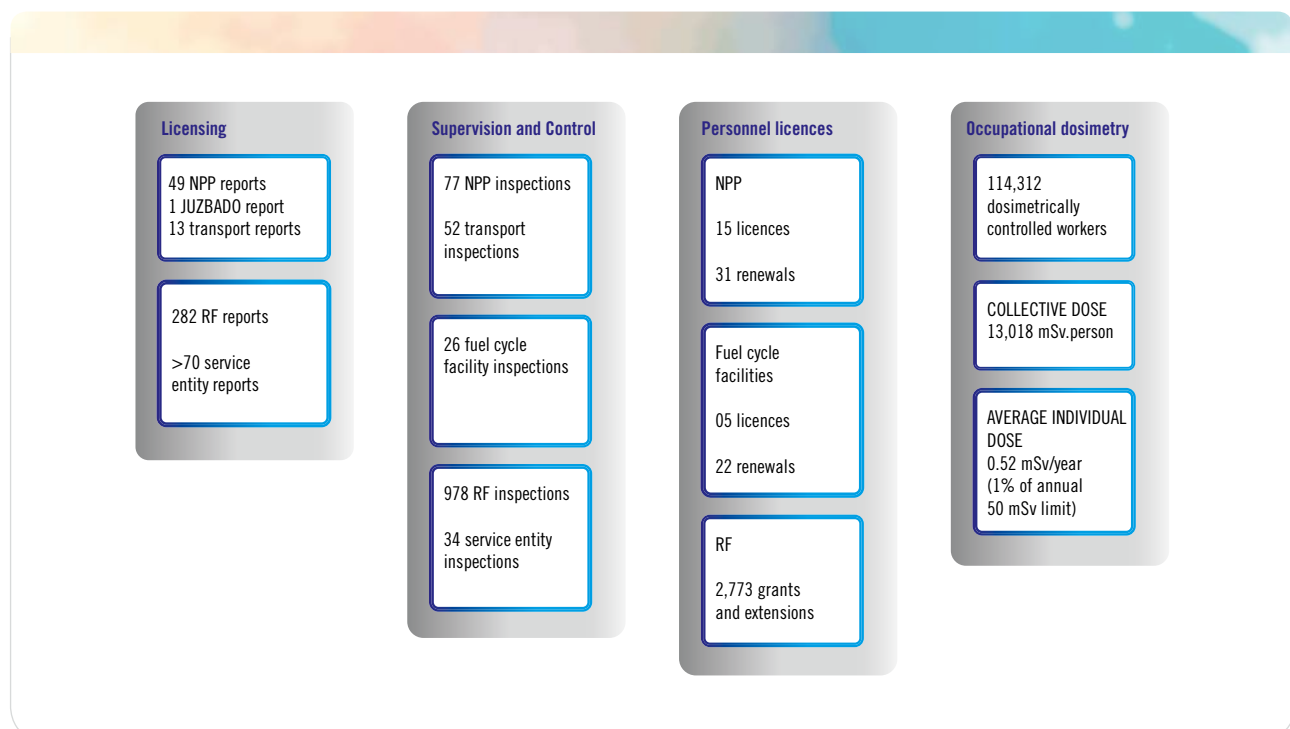 Licensing
49 NPP reports
1 JUZBADO report
13 transport reports
282 RF reports
>70 service
entity reports
Supervision and Control
77 NPP inspections
52 transport
inspections
26 fuel cycle
facility inspections
978 RF inspections
34 service entity
inspections
Personnel licences
NPP
15 licences
31 renewals
Fuel cycle
facilities
05 licences
22 renewals
RF
2,773 grants
and extensions
Occupational dosimetry
114,312
dosimetrically
controlled workers
COLLECTIVE DOSE
13,018 mSv.person
AVERAGE INDIVIDUAL
DOSE
0.52 mSv/year
(1% of annual
50 mSv limit)